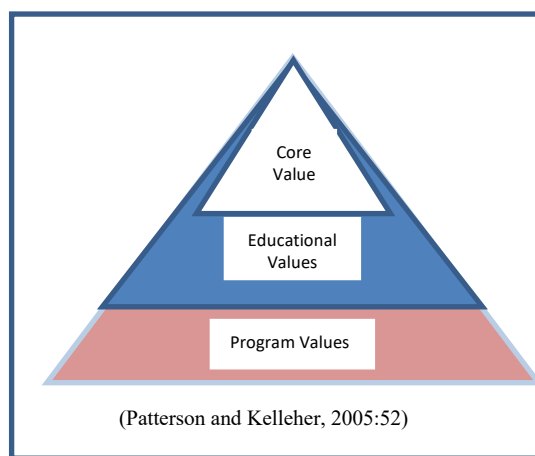 Core
Value
Educational
Values
Program Values
(Patterson and Kelleher, 2005:52)